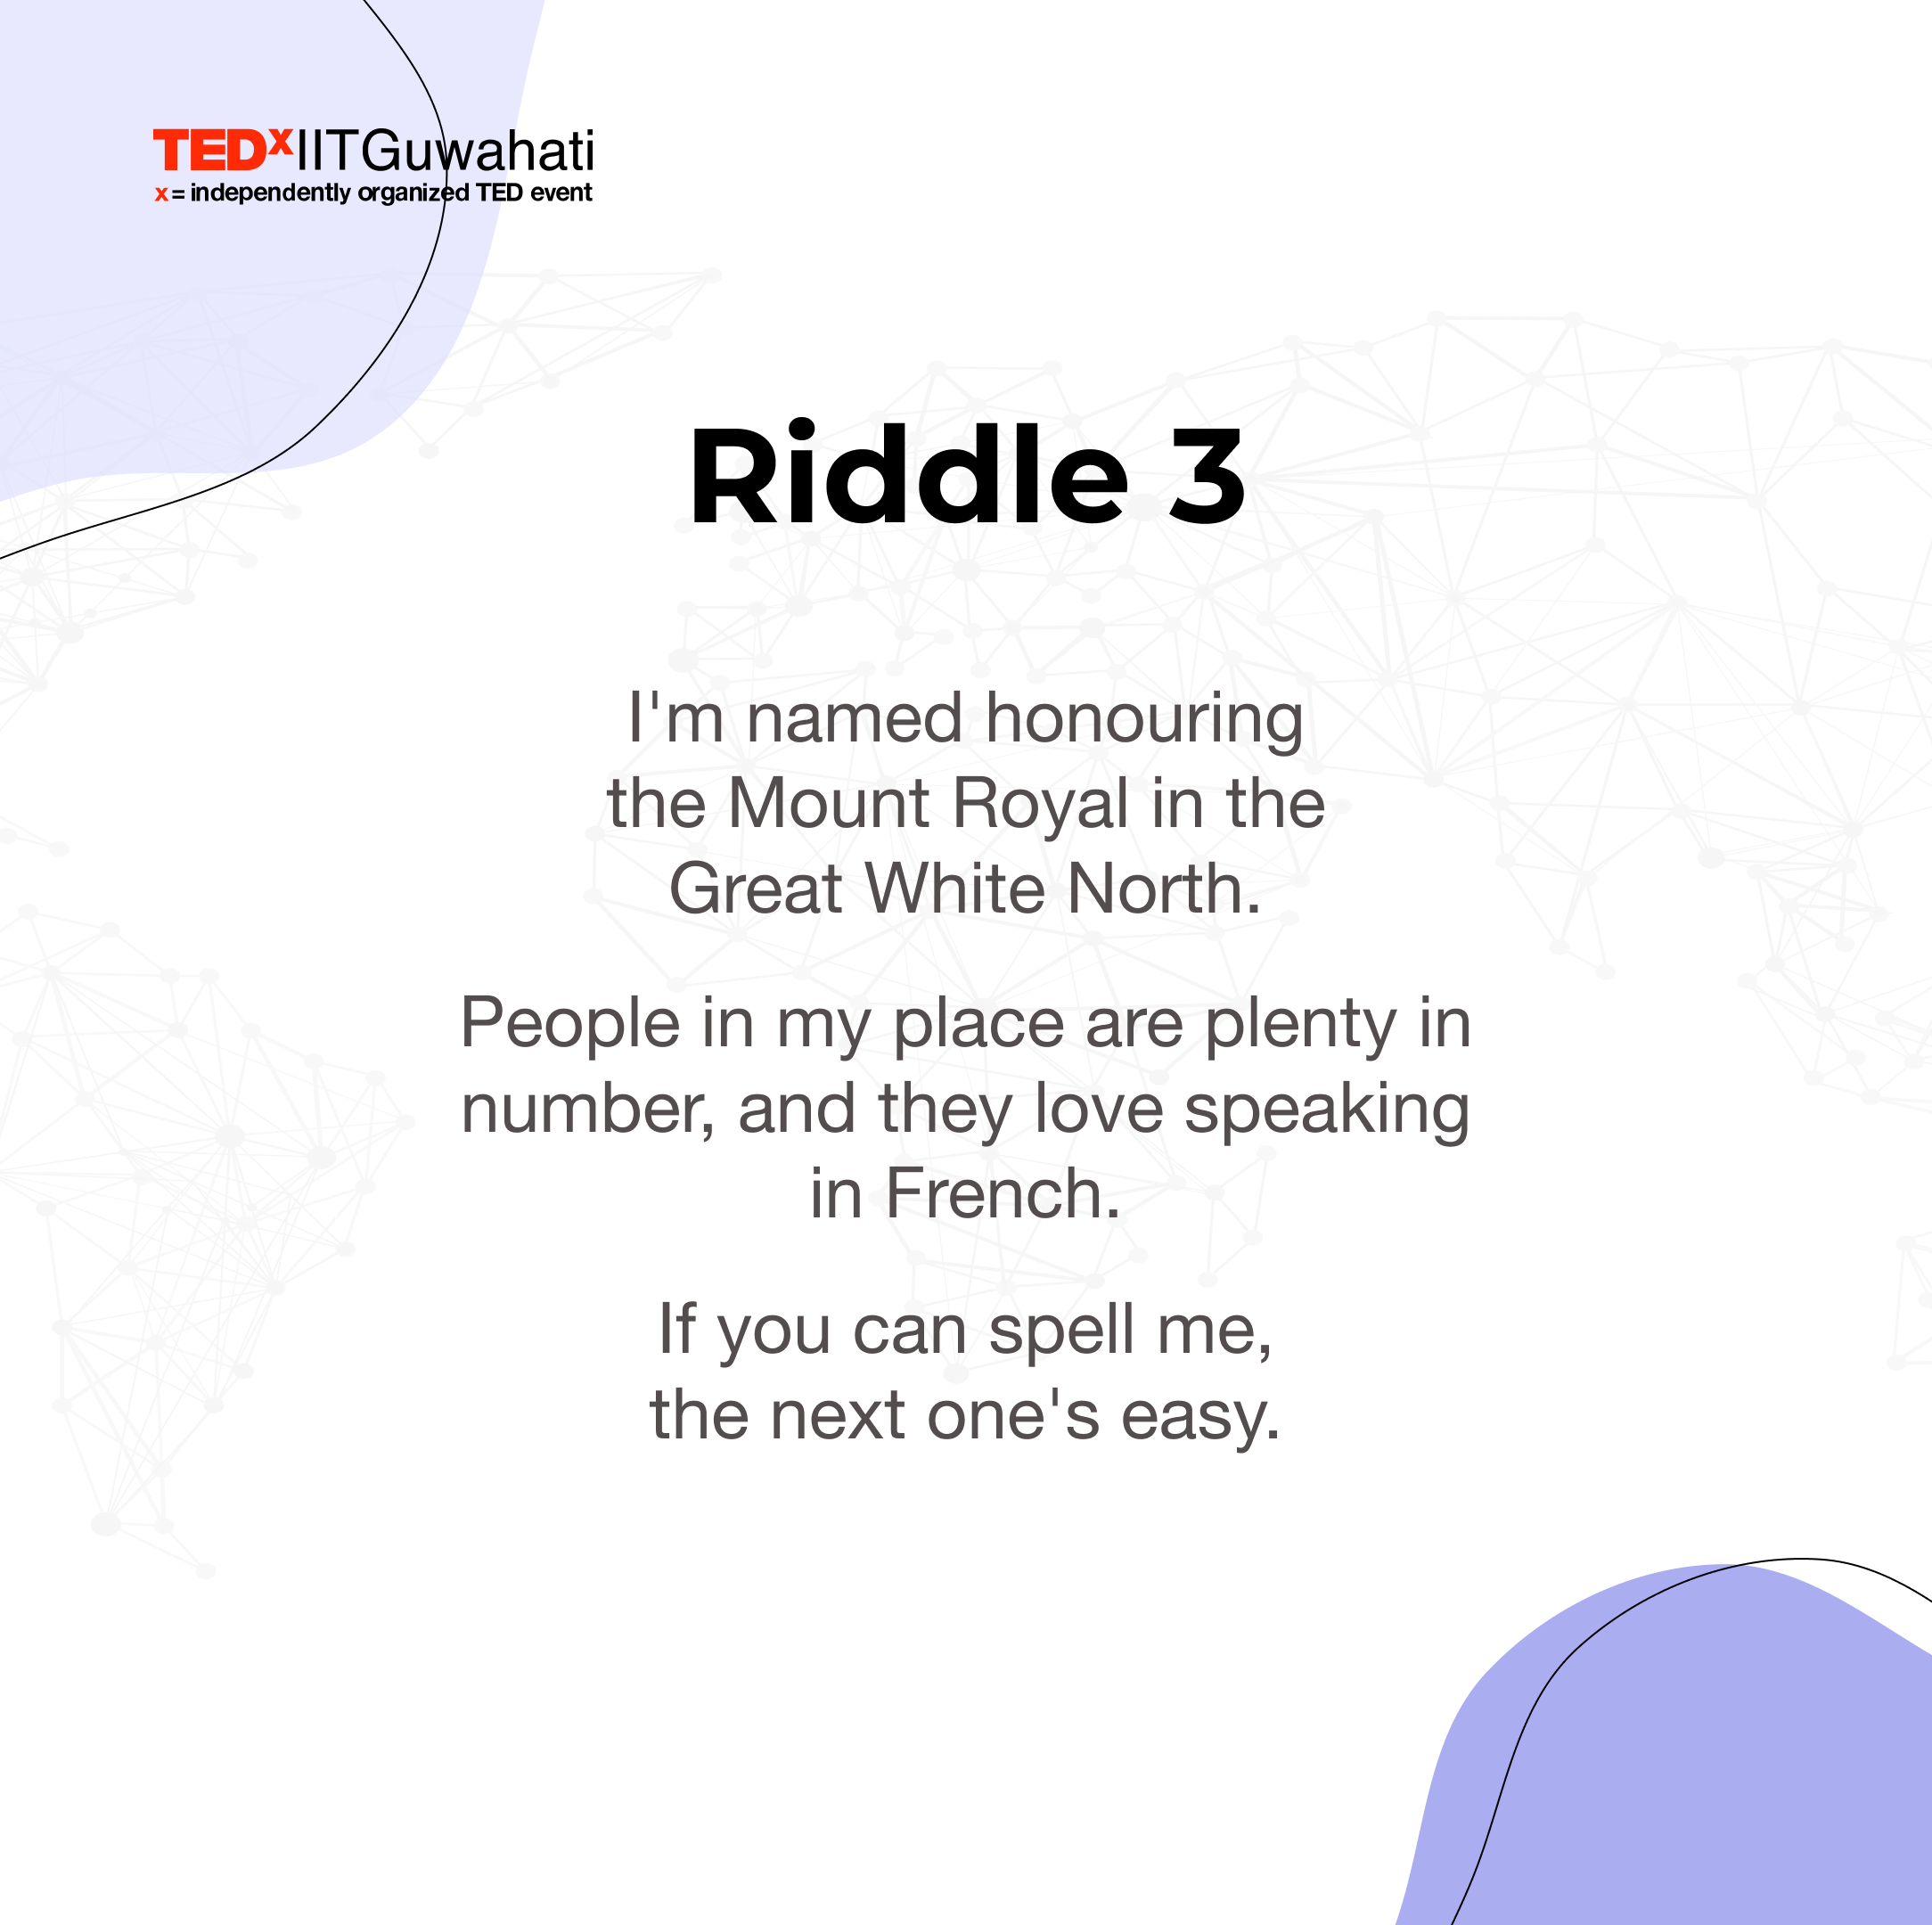 TEDxIITGuwahati
x = independently organized TED event
Riddle 3
I'm named honouring
the Mount Royal in the
Great White North.
People in my place are plenty in
number, and they love speaking
in French.
If you can spell me,
the next one's easy.